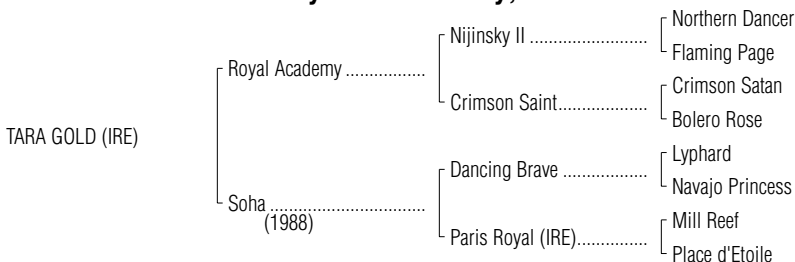 Northern Dancer
Nijinsky II ........................
Flaming Page
Royal Academy .................
Crimson Satan
Crimson Saint..................
Bolero Rose
TARA GOLD (IRE)
Lyphard
Dancing Brave .................
Navajo Princess
Soha ................................
(1988)
Mill Reef
Paris Royal (IRE)...............
Place d'Etoile